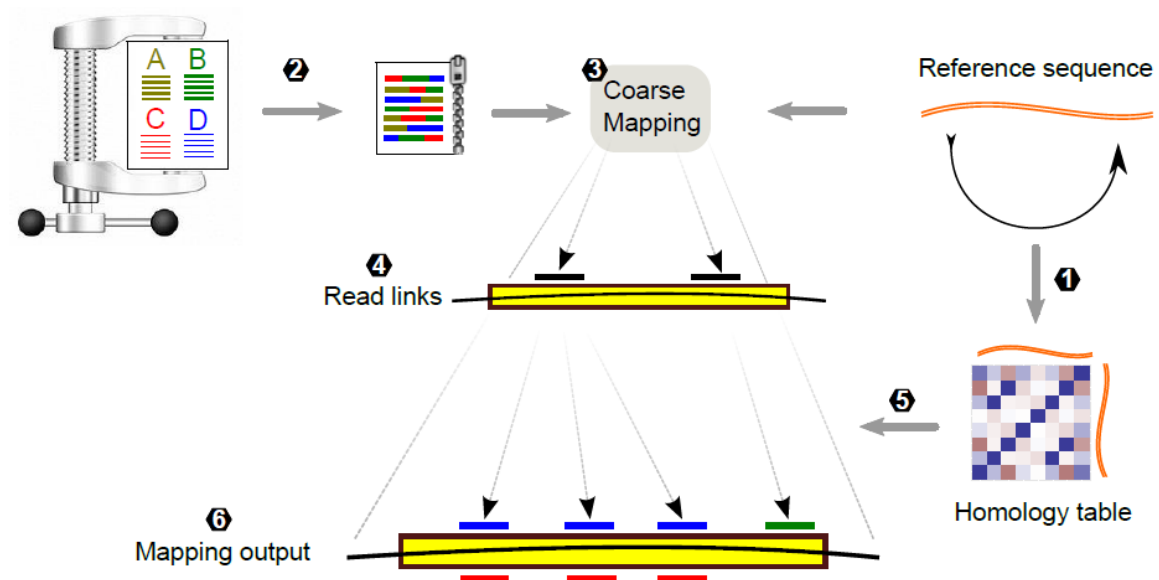 A B
C D
2
3
Coarse
Mapping
Reference sequence
1
4
Read links
5
Homology table
6
Mapping output